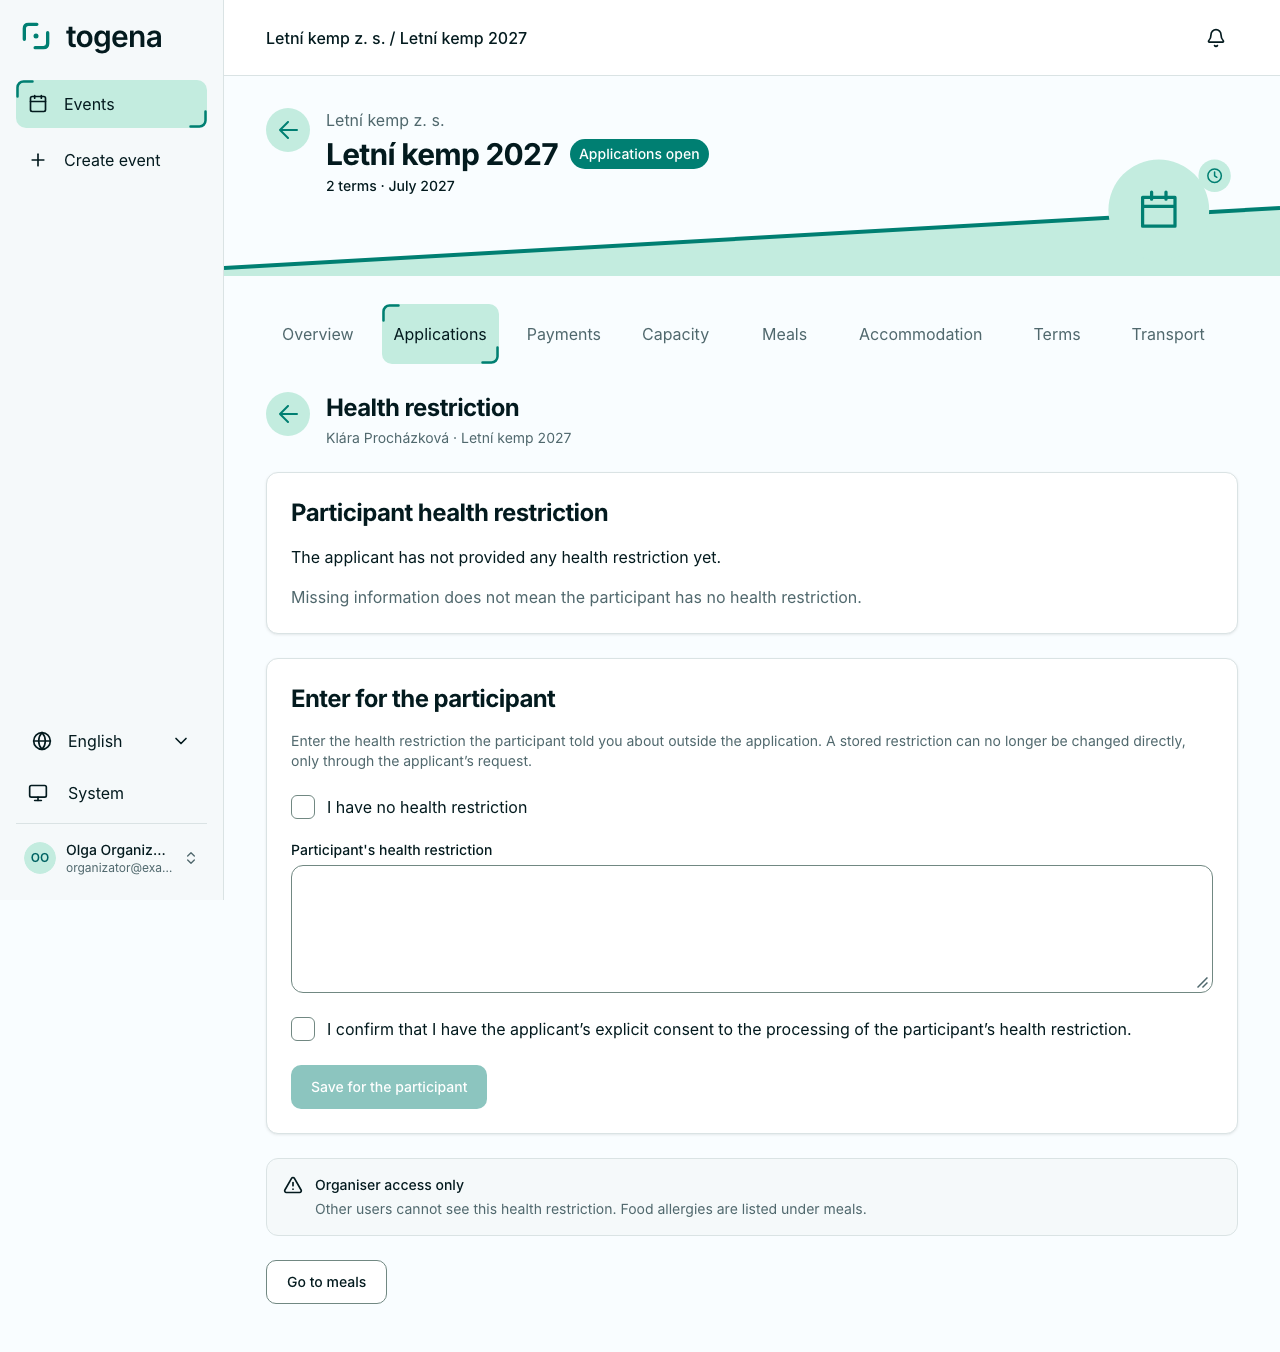 togena
Events
Create event
English
System
OO
Olga Organiz...
organizator@exa...
Letní kemp z. s. / Letní kemp 2027
Letní kemp z. s.
Letní kemp 2027
Applications open
2 terms · July 2027
Overview
Applications
Payments
Capacity
Meals
Accommodation
Terms
Transport
Health restriction
Klára Procházková · Letní kemp 2027
Participant health restriction
The applicant has not provided any health restriction yet.
Missing information does not mean the participant has no health restriction.
Enter for the participant
Enter the health restriction the participant told you about outside the application. A stored restriction can no longer be changed directly,
only through the applicant’s request.
I have no health restriction
Participant's health restriction
I confirm that I have the applicant’s explicit consent to the processing of the participant’s health restriction.
Save for the participant
Organiser access only
Other users cannot see this health restriction. Food allergies are listed under meals.
Go to meals